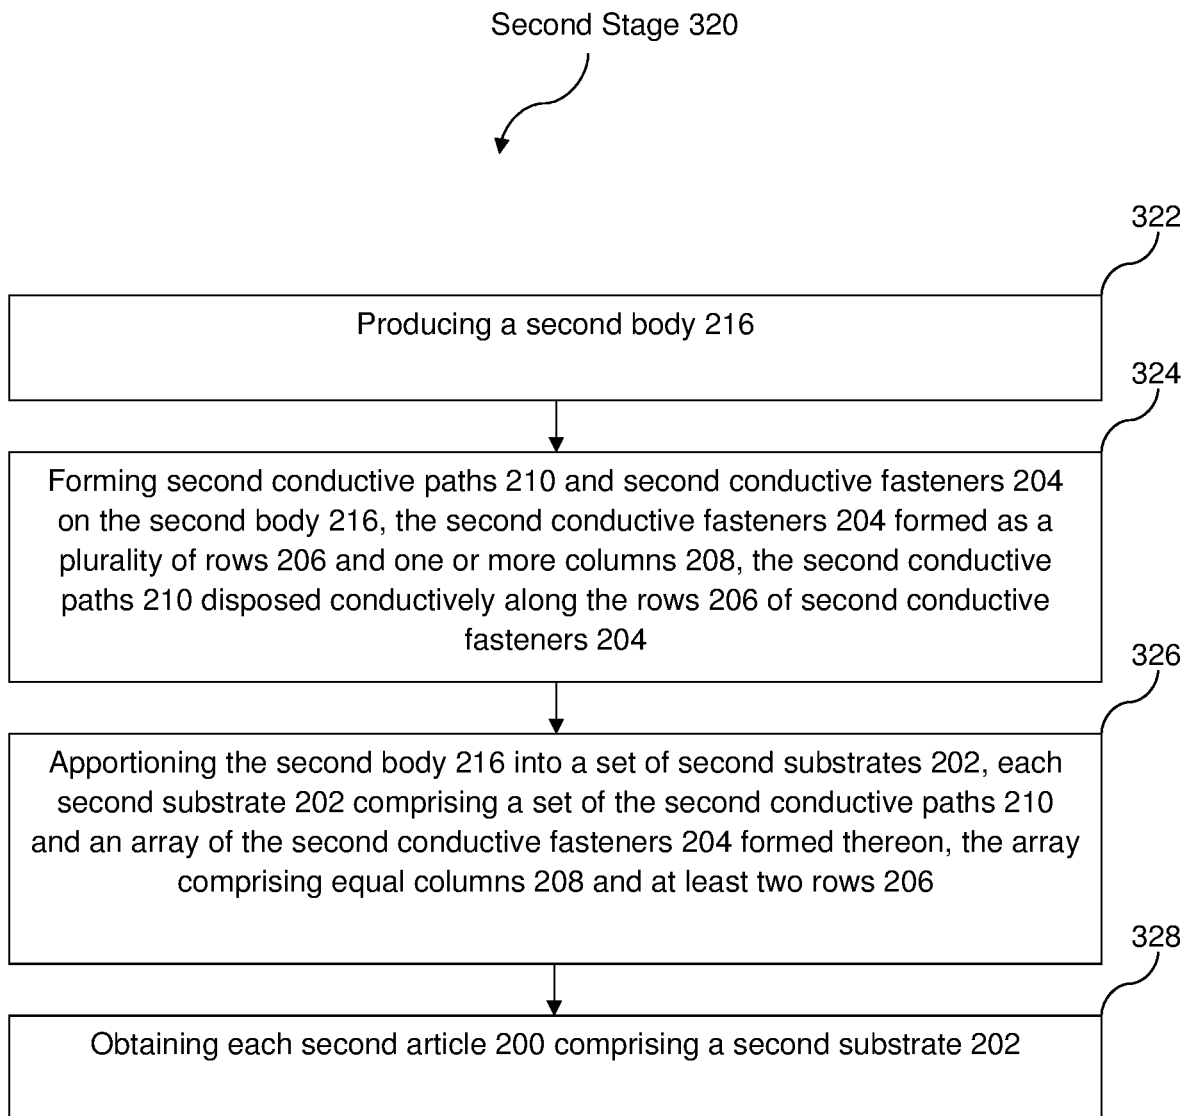 Second Stage 320
322
Producing a second body 216
324
Forming second conductive paths 210 and second conductive fasteners 204
on the second body 216, the second conductive fasteners 204 formed as a
plurality of rows 206 and one or more columns 208, the second conductive
paths 210 disposed conductively along the rows 206 of second conductive
fasteners 204
326
Apportioning the second body 216 into a set of second substrates 202, each
second substrate 202 comprising a set of the second conductive paths 210
and an array of the second conductive fasteners 204 formed thereon, the array
comprising equal columns 208 and at least two rows 206
328
Obtaining each second article 200 comprising a second substrate 202